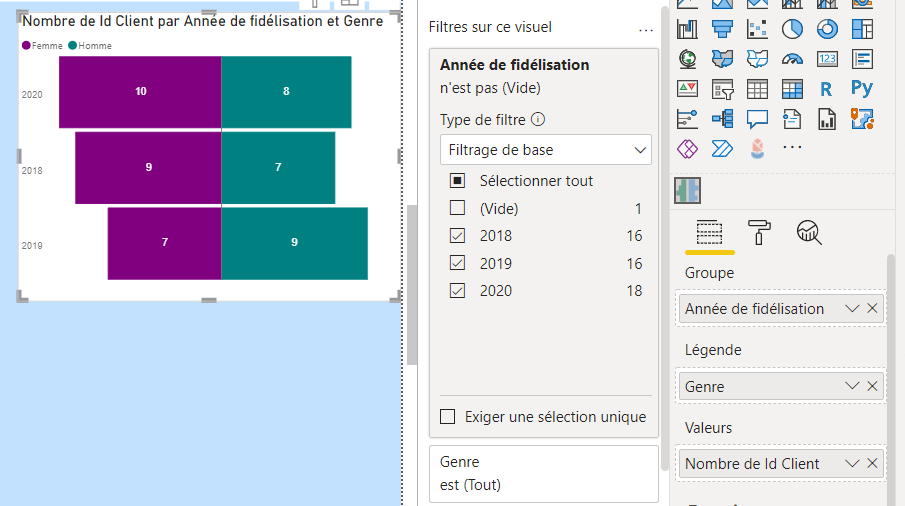 Nombre de Id Client par Année de fidélisation et Genre
Femme Homme
2020 10 8
2018 9 7
2019 7 9
Filtres sur ce visuel ...
Année de fidélisation
n'est pas (Vide)
Type de filtre
Filtrage de base
Sélectionner tout
(Vide) 1
2018 16
2019 16
2020 18
Exiger une sélection unique
Genre
est (Tout)
123
R Py
...
Groupe
Année de fidélisation
Légende
Genre
Valeurs
Nombre de Id Client